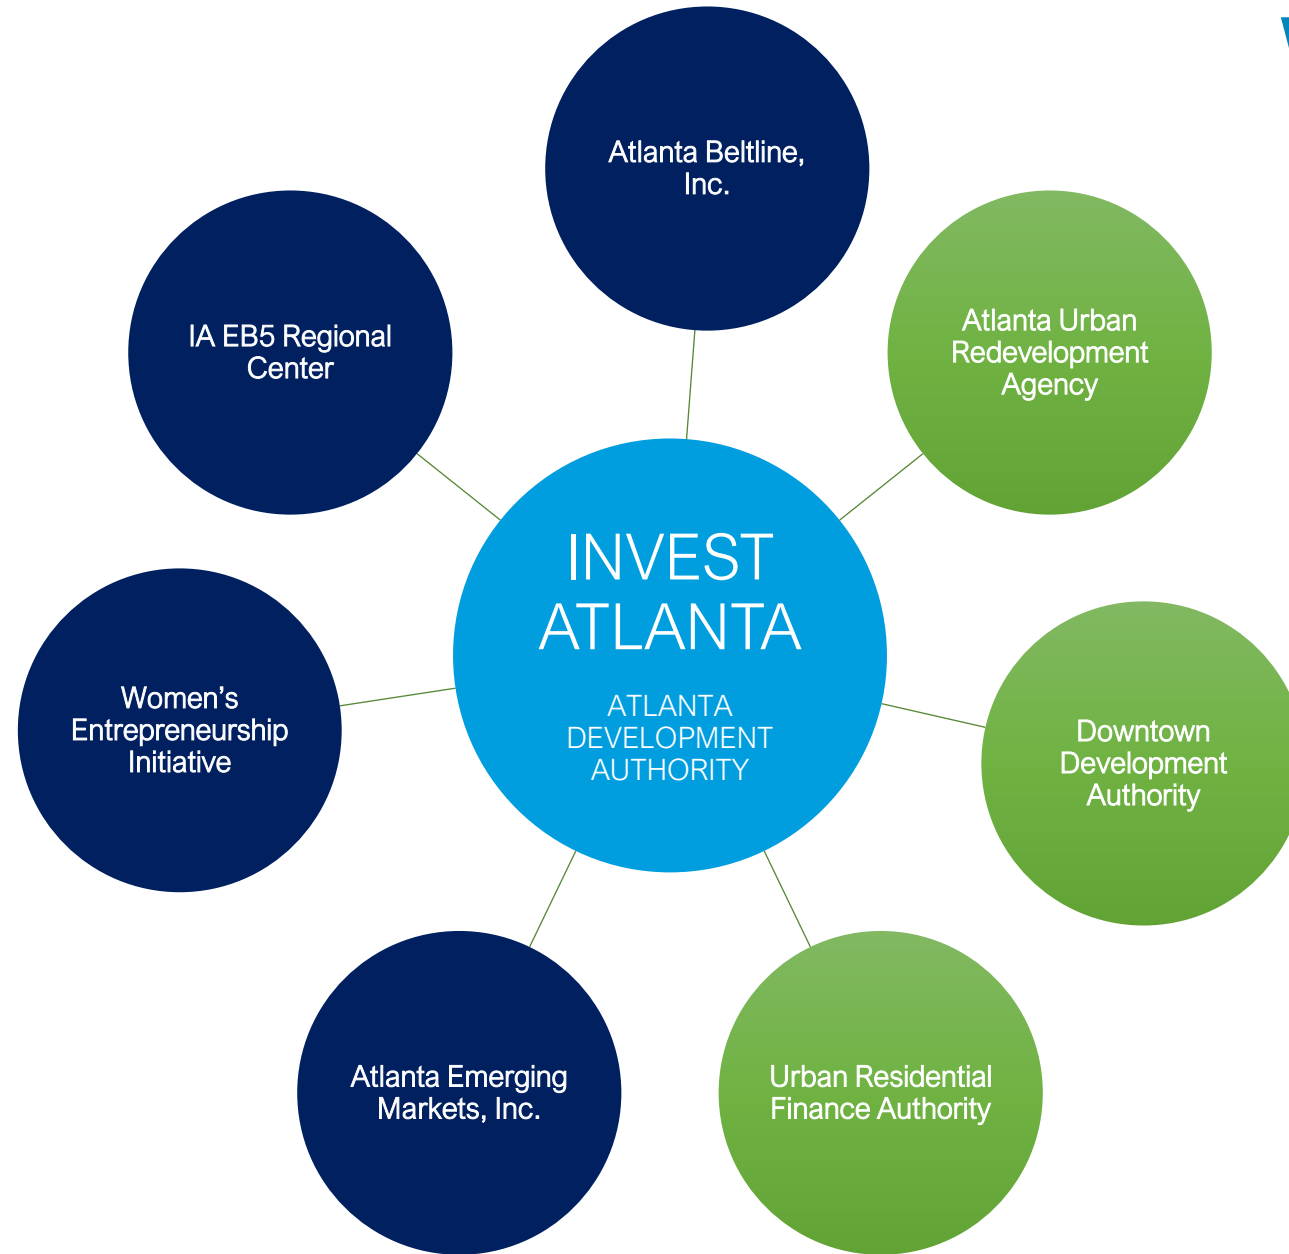 Atlanta Beltline,
Inc.
Atlanta Urban
Redevelopment
Agency
IA EB5 Regional
Center
INVEST
ATLANTA
ATLANTA
DEVELOPMENT
AUTHORITY
Women’s
Entrepreneurship
Initiative
Downtown
Development
Authority
Atlanta Emerging
Markets, Inc.
Urban Residential
Finance Authority